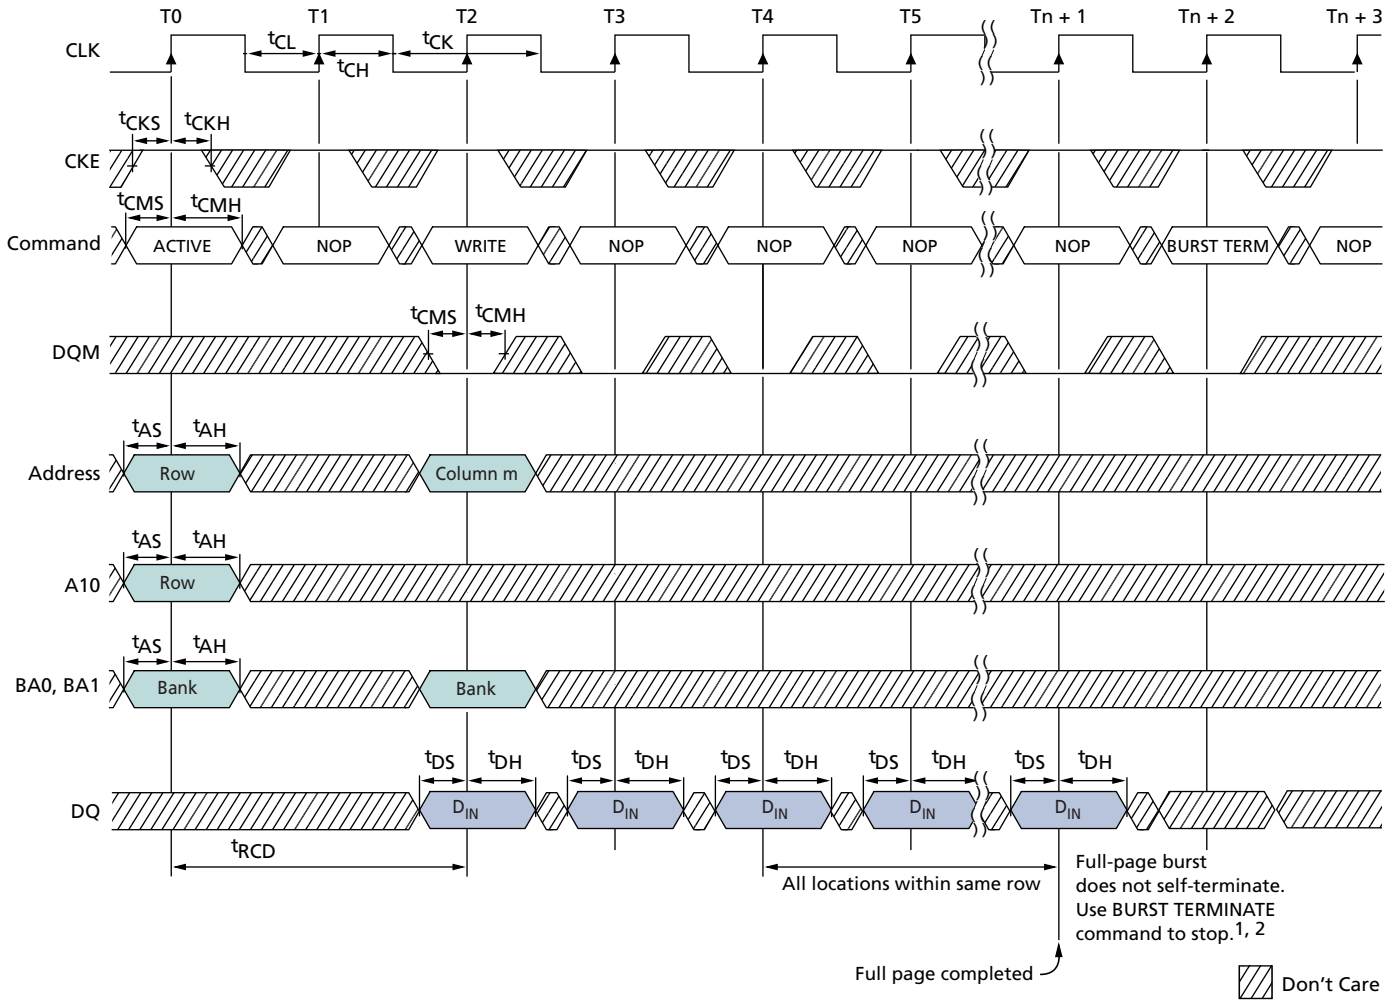 T0 T1 T2 T3 T4 T5 Tn + 1 Tn + 2 Tn + 3
CLK
tCL tCK
tCH
tCKS tCKH
CKE
tCMS tCMH
Command ACTIVE NOP WRITE NOP NOP NOP NOP BURST TERM NOP
tCMS tCMH
DQM
tAS tAH
Address Row Column m
tAS tAH
A10 Row
tAS tAH
BA0, BA1 Bank Bank
tDS tDH tDS tDH tDS tDH tDS tDH tDS tDH
DQ DIN DIN DIN DIN DIN
tRCD
All locations within same row
Full-page burst
does not self-terminate.
Use BURST TERMINATE
command to stop.1, 2
Full page completed
Don't Care